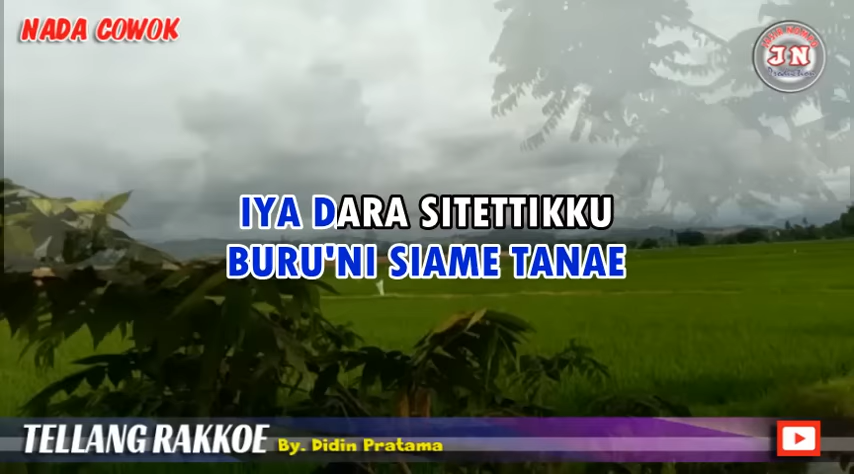 NADA COWOK
JN
IYA DARA SITETTIKKU
BURU'NI SIAME TANAE
TELLANG RAKKOE By. Didin Pratama